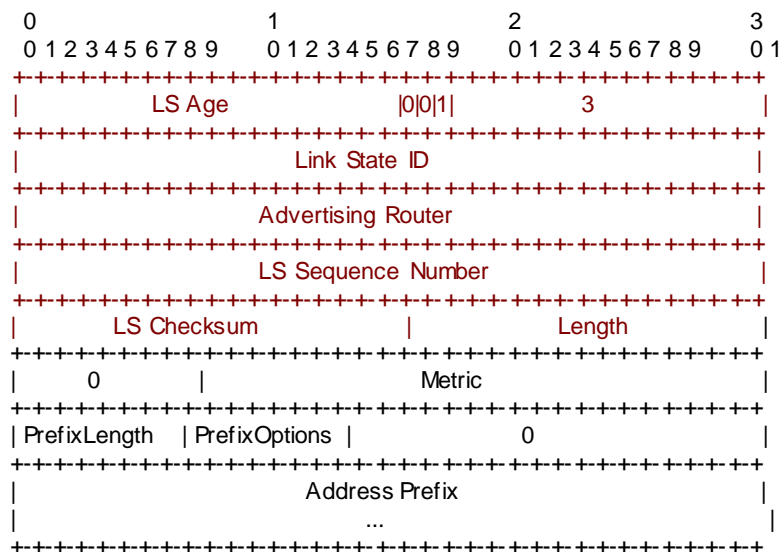 0 1 2 3
0 1 2 3 4 5 6 7 8 9 0 1 2 3 4 5 6 7 8 9 0 1 2 3 4 5 6 7 8 9 0 1
+-+-+-+-+-+-+-+-+-+-+-+-+-+-+-+-+-+-+-+-+-+-+-+-+-+-+-+-+-+-+-+-+
| LS Age |0|0|1| 3 |
+-+-+-+-+-+-+-+-+-+-+-+-+-+-+-+-+-+-+-+-+-+-+-+-+-+-+-+-+-+-+-+-+
| Link State ID |
+-+-+-+-+-+-+-+-+-+-+-+-+-+-+-+-+-+-+-+-+-+-+-+-+-+-+-+-+-+-+-+-+
| Advertising Router |
+-+-+-+-+-+-+-+-+-+-+-+-+-+-+-+-+-+-+-+-+-+-+-+-+-+-+-+-+-+-+-+-+
| LS Sequence Number |
+-+-+-+-+-+-+-+-+-+-+-+-+-+-+-+-+-+-+-+-+-+-+-+-+-+-+-+-+-+-+-+-+
| LS Checksum | Length |
+-+-+-+-+-+-+-+-+-+-+-+-+-+-+-+-+-+-+-+-+-+-+-+-+-+-+-+-+-+-+-+-+
| 0 | Metric |
+-+-+-+-+-+-+-+-+-+-+-+-+-+-+-+-+-+-+-+-+-+-+-+-+-+-+-+-+-+-+-+-+
| PrefixLength | PrefixOptions | 0 |
+-+-+-+-+-+-+-+-+-+-+-+-+-+-+-+-+-+-+-+-+-+-+-+-+-+-+-+-+-+-+-+-+
| Address Prefix |
| ... |
+-+-+-+-+-+-+-+-+-+-+-+-+-+-+-+-+-+-+-+-+-+-+-+-+-+-+-+-+-+-+-+-+